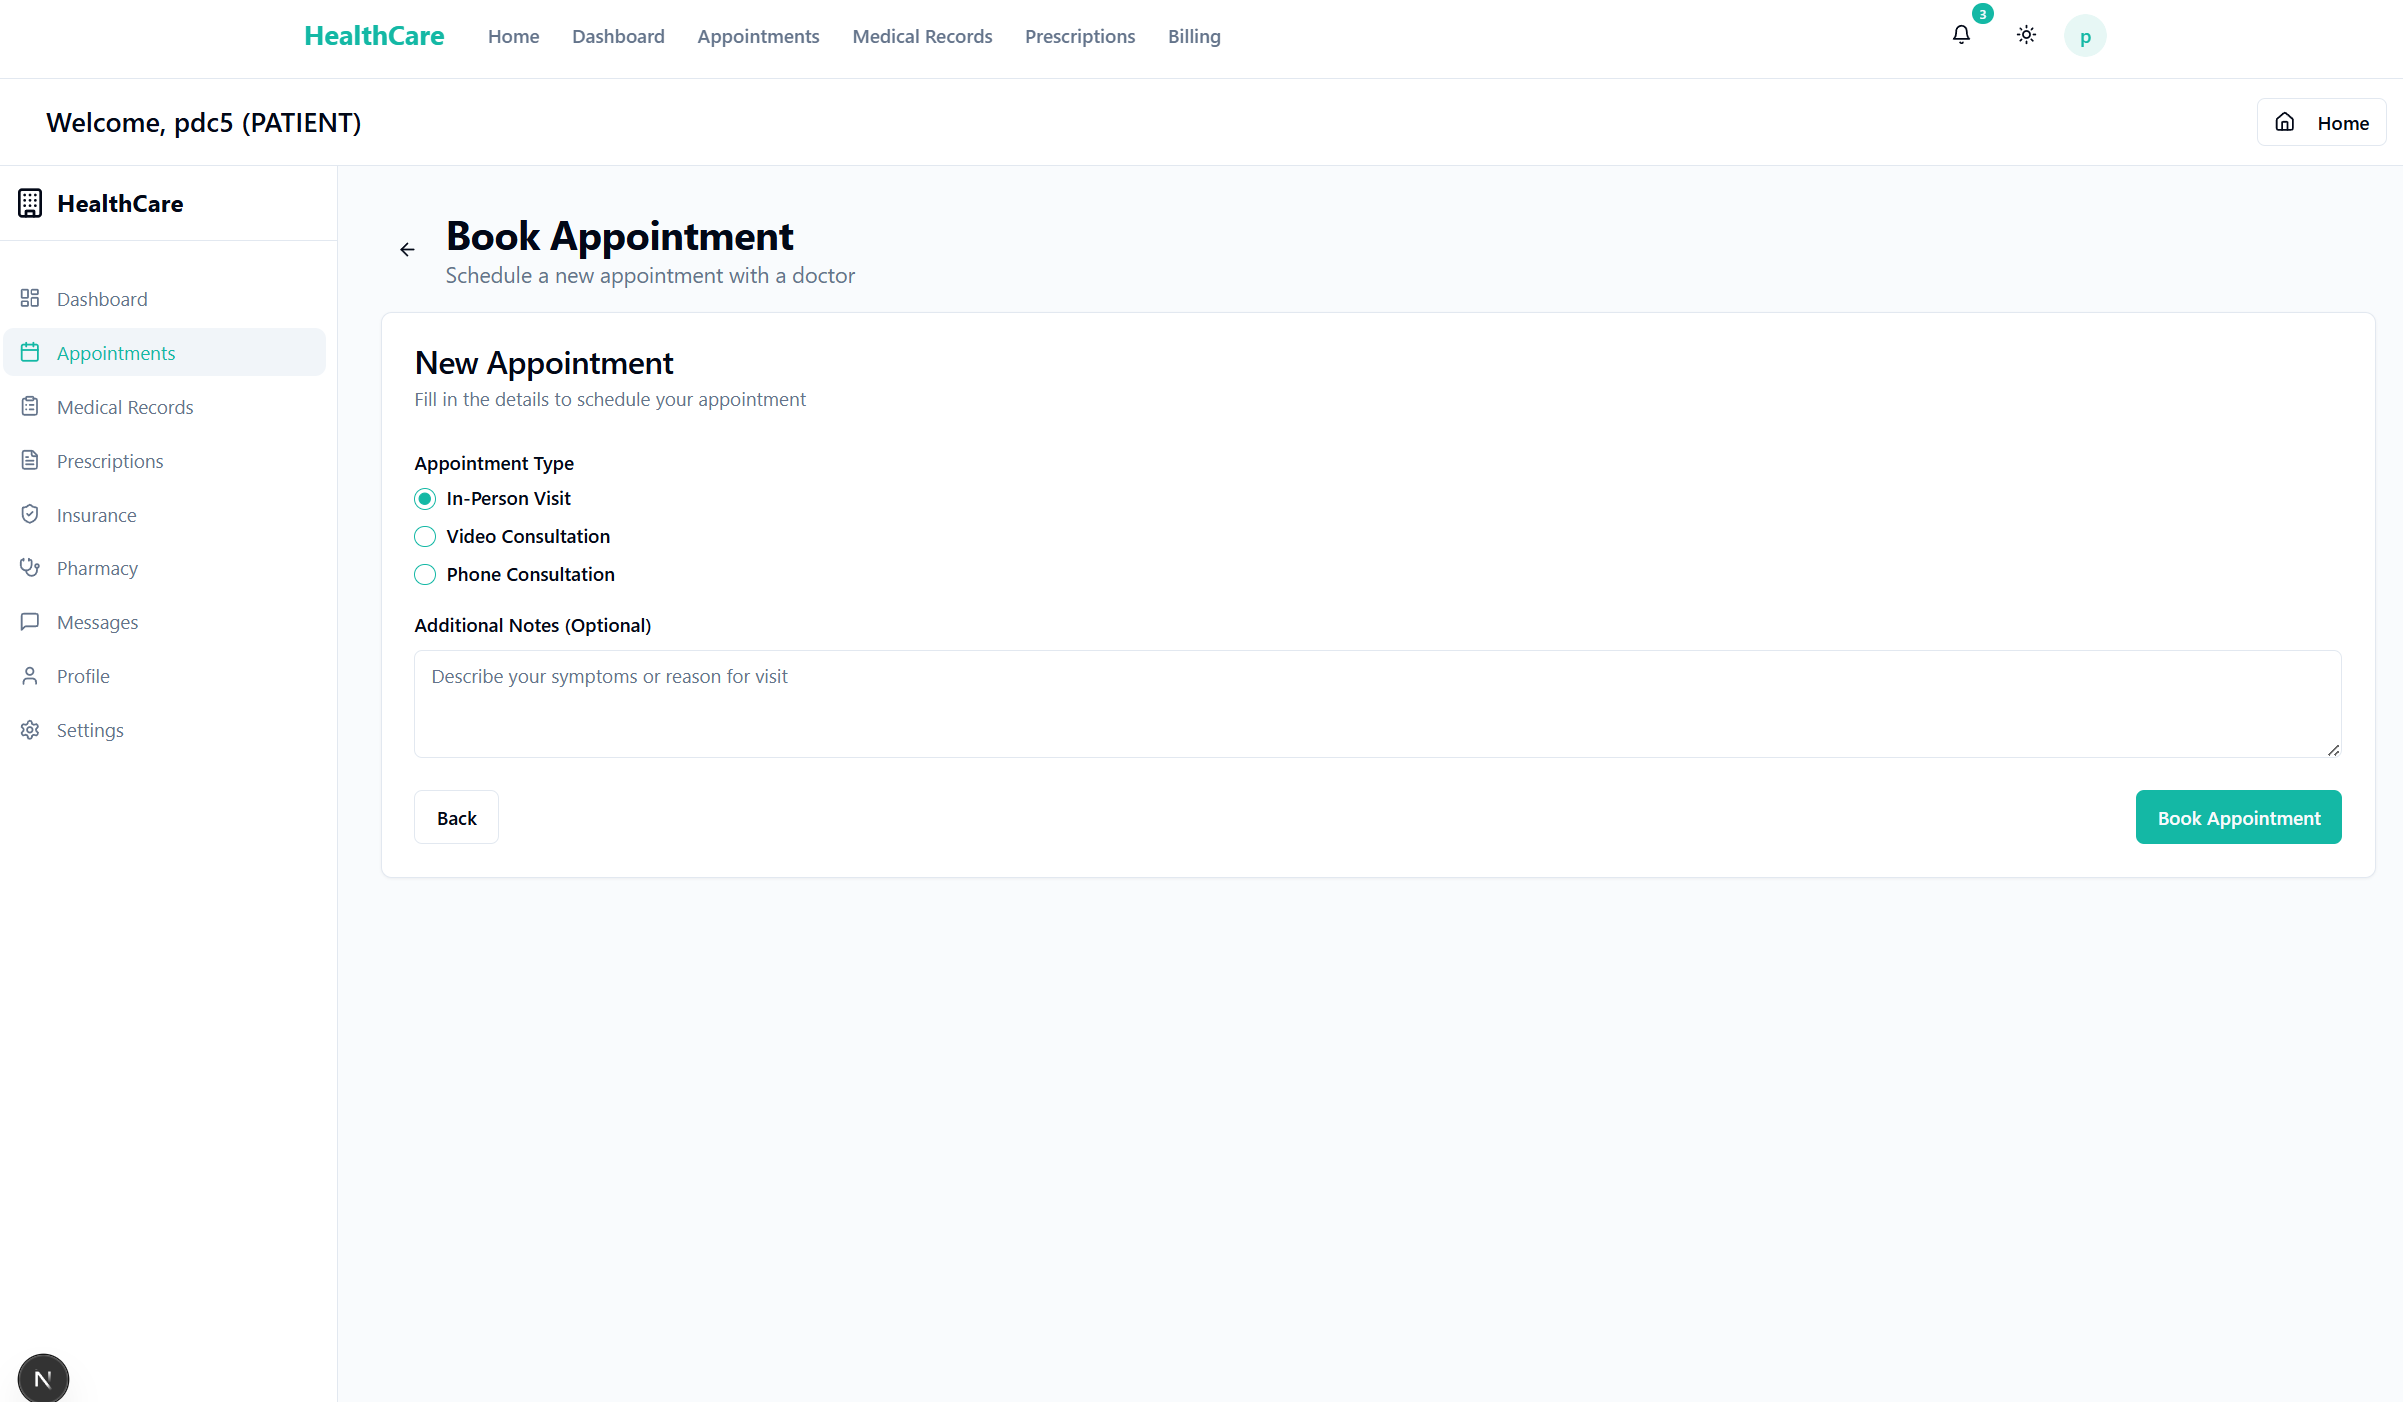 HealthCare Home Dashboard Appointments Medical Records Prescriptions Billing 3 p
Welcome, pdc5 (PATIENT) Home
HealthCare
Dashboard
Appointments
Medical Records
Prescriptions
Insurance
Pharmacy
Messages
Profile
Settings
N
Book Appointment
Schedule a new appointment with a doctor
New Appointment
Fill in the details to schedule your appointment
Appointment Type
In-Person Visit
Video Consultation
Phone Consultation
Additional Notes (Optional)
Describe your symptoms or reason for visit
Back Book Appointment